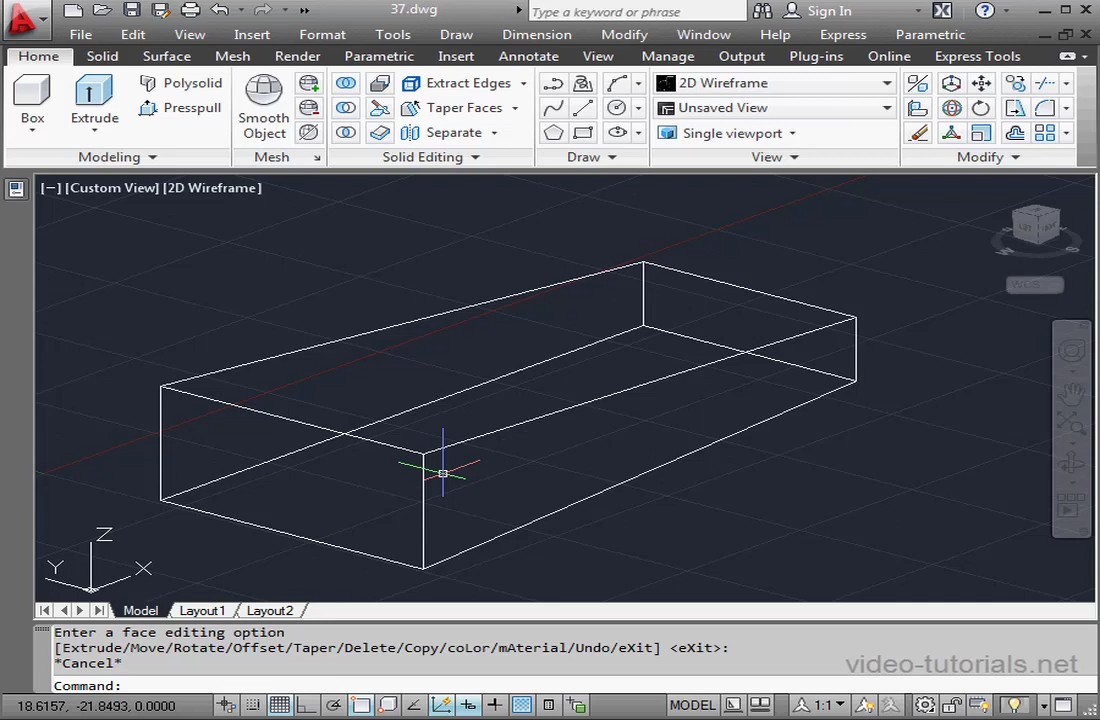 37.dwg
Type a keyword or phrase
Sign In
File Edit View Insert Format Tools Draw Dimension Modify Window Help Express Parametric
Home Solid Surface Mesh Render Parametric Insert Annotate View Manage Output Plug-ins Online Express Tools
Polysolid Extract Edges 2D Wireframe
Presspull Taper Faces Unsaved View
Box Extrude Smooth Object Separate Single viewport
Modeling Mesh Solid Editing Draw View Modify
[−] [Custom View] [2D Wireframe]
WCS
Z
Y X
Model Layout1 Layout2
Enter a face editing option
[Extrude/Move/Rotate/Offset/Taper/Delete/Copy/coLor/mAterial/Undo/eXit] <eXit>:
*Cancel*
video-tutorials.net
Command:
18.6157, -21.8493, 0.0000 MODEL 1:1